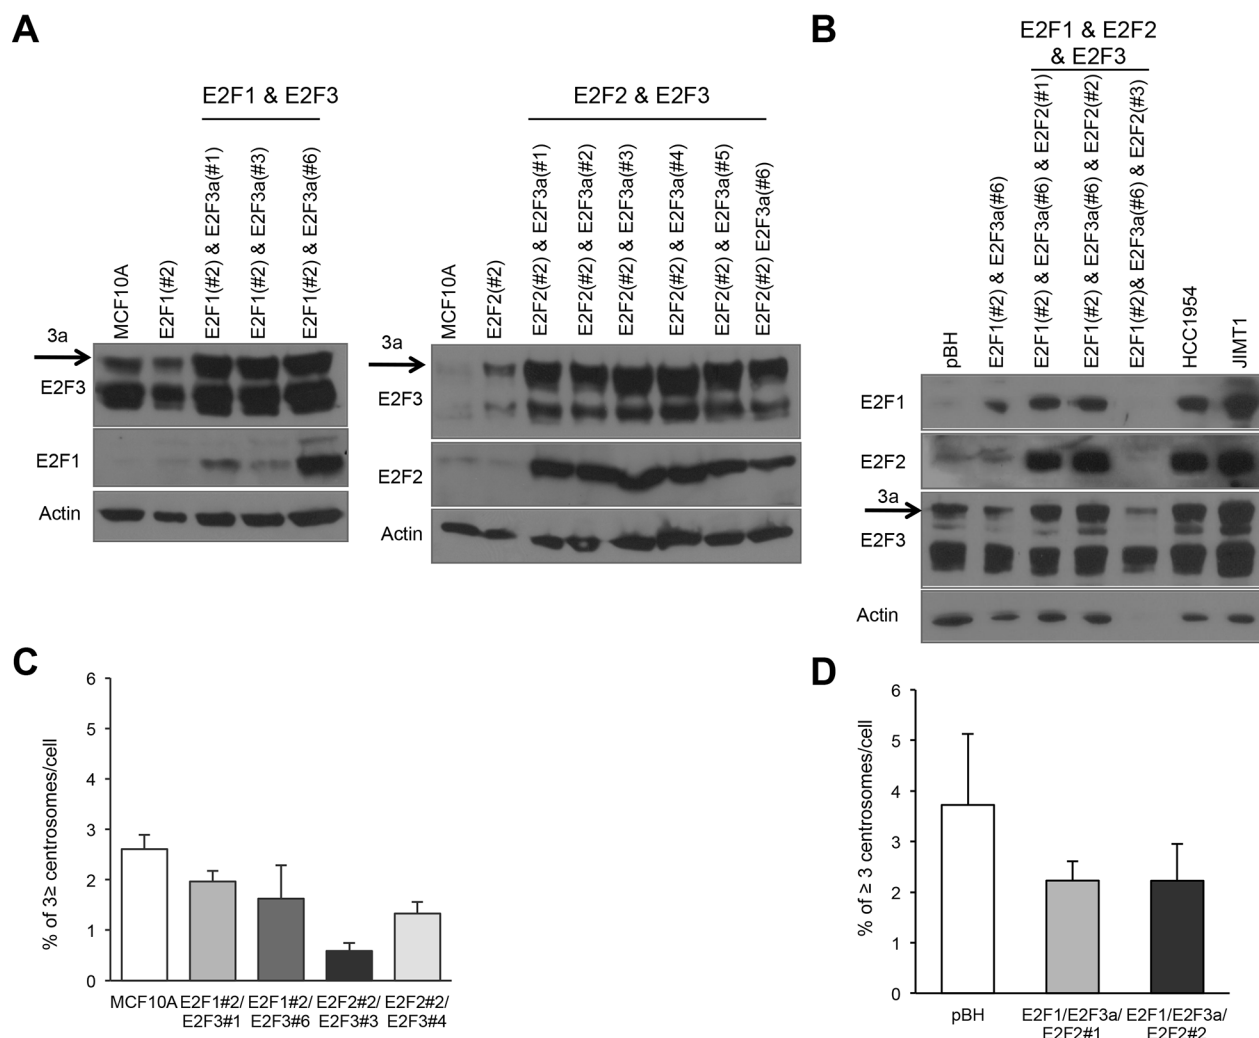 A
E2F1 & E2F3
MCF10A
E2F1(#2)
E2F1(#2) & E2F3a(#1)
E2F1(#2) & E2F3a(#3)
E2F1(#2) & E2F3a(#6)
3a
E2F3
E2F1
Actin
E2F2 & E2F3
MCF10A
E2F2(#2)
E2F2(#2) & E2F3a(#1)
E2F2(#2) & E2F3a(#2)
E2F2(#2) & E2F3a(#3)
E2F2(#2) & E2F3a(#4)
E2F2(#2) & E2F3a(#5)
E2F2(#2) E2F3a(#6)
3a
E2F3
E2F2
Actin
B
E2F1 & E2F2
& E2F3
pBH
E2F1(#2) & E2F3a(#6)
E2F1(#2) & E2F3a(#6) & E2F2(#1)
E2F1(#2) & E2F3a(#6) & E2F2(#2)
E2F1(#2)& E2F3a(#6) & E2F2(#3)
HCC1954
JIMT1
E2F1
E2F2
3a
E2F3
Actin
C
% of 3≥ centrosomes/cell
6
5
4
3
2
1
0
MCF10A
E2F1#2/
E2F3#1
E2F1#2/
E2F3#6
E2F2#2/
E2F3#3
E2F2#2/
E2F3#4
D
% of ≥ 3 centrosomes/cell
6
5
4
3
2
1
0
pBH
E2F1/E2F3a/
E2F2#1
E2F1/E2F3a/
E2F2#2